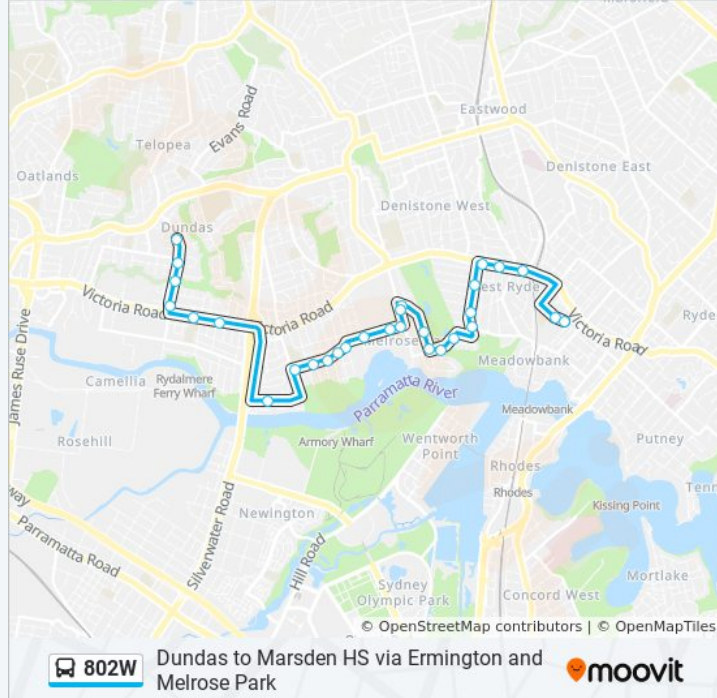 Eastwood
Evans Road
Telopea
Denistone East
Oatlands
Denistone West
Dundas
West Ryde
Victoria Road
Victoria Road
Melrose
Victoria Road
Meadowbank
James Ruse Drive
Camellia
Rydalmere
Ferry Wharf
Parramatta River
Meadowbank
Rosehill
Armory Wharf
Wentworth
Point
Putney
Rhodes
Rhodes
Kissing Point
Newington
Silverwater Road
Hill Road
Parramatta Road
Mortlake
Sydney
Olympic Park
Concord West
© OpenStreetMap contributors | © OpenMapTiles
802W
Dundas to Marsden HS via Ermington and
Melrose Park
moovit